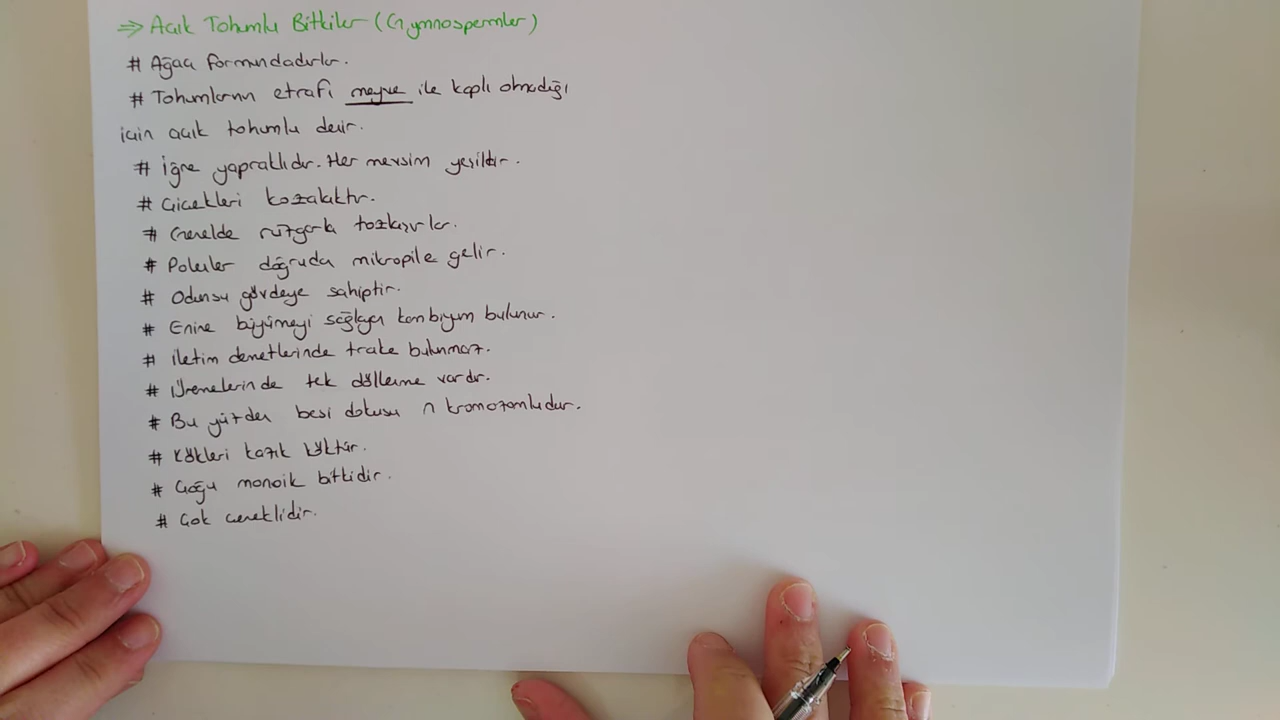 ⇒ Açık Tohumlu Bitkiler (Gymnospermler)
# Ağaç formundadırlar.
# Tohumlarının etrafı meyve ile kaplı olmadığı
için açık tohumlu denir.
# İğne yapraklıdır. Her mevsim yeşildir.
# Çiçekleri kozalaktır.
# Genelde rüzgarla tozlaşırlar.
# Polenler doğruda mikropile gelir.
# Odunsu gövdeye sahiptir.
# Enine büyümeyi sağlayan kambiyum bulunur.
# İletim demetlerinde trake bulunmaz.
# Üremelerinde tek dölleme vardır.
# Bu yüzden besi dokusu n kromozomludur.
# Kökleri kazık köktür.
# Çoğu monoik bitkidir.
# Çok çeneklidir.